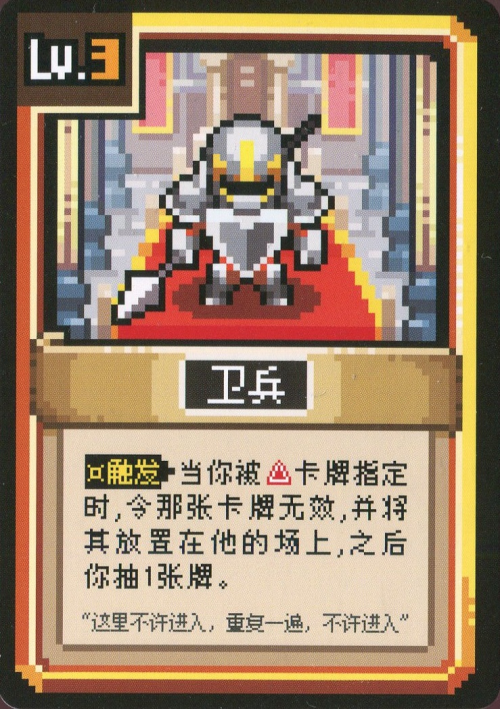 Lv.3
卫兵
触发 当你被卡牌指定
时,令那张卡牌无效,并将
其放置在他的场上,之后
你抽1张牌。
“这里不许进入，重复一遍，不许进入”